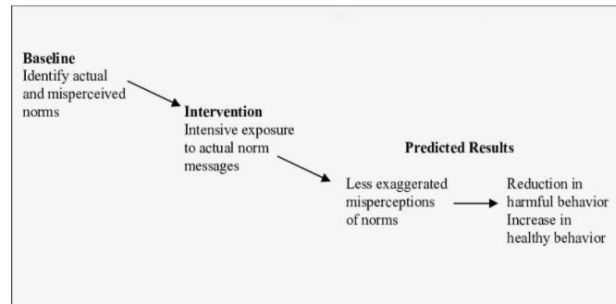 Baseline
Identify actual
and misperceived
norms
Intervention
Intensive exposure
to actual norm
messages
Predicted Results
Less exaggerated
misperceptions
of norms
Reduction in
harmful behavior
Increase in
healthy behavior